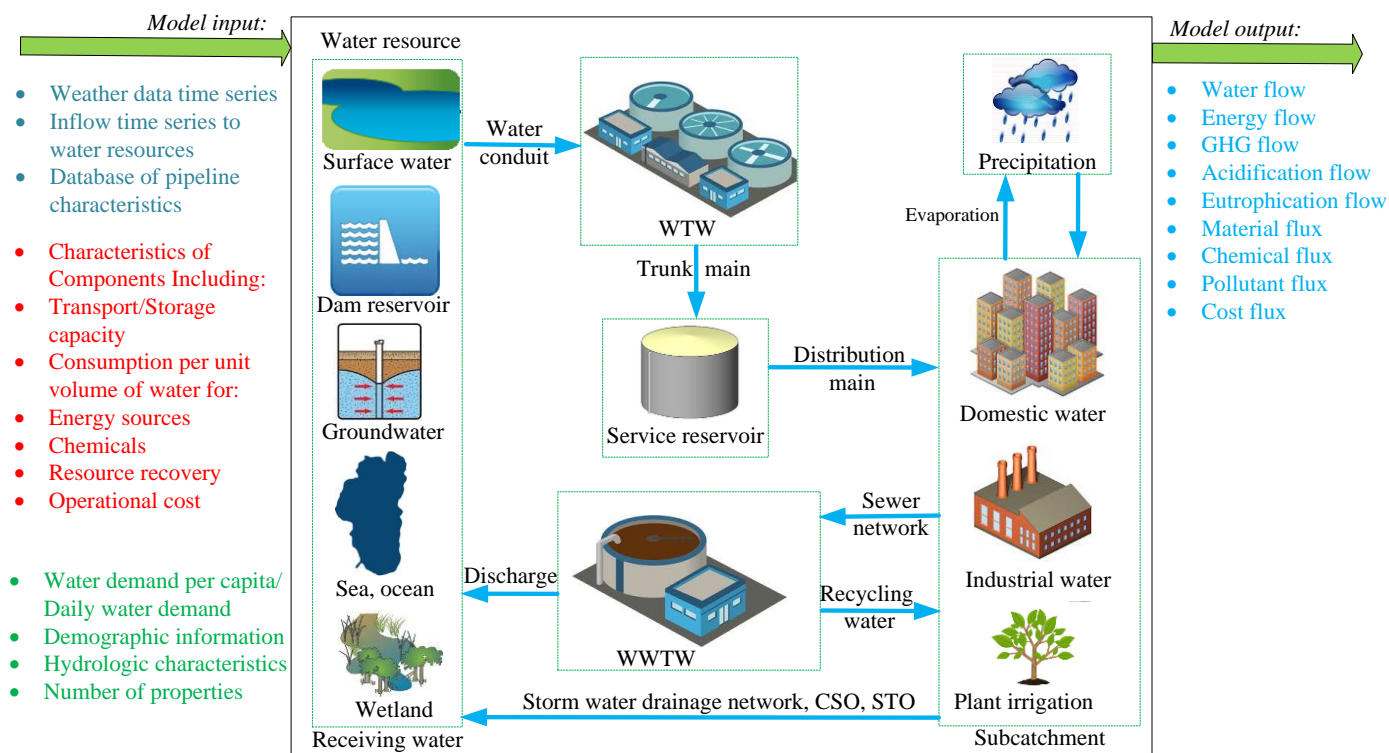 Model input:
Weather data time series
Inflow time series to
water resources
Database of pipeline
characteristics
Characteristics of
Components Including:
Transport/Storage
capacity
Consumption per unit
volume of water for:
Energy sources
Chemicals
Resource recovery
Operational cost
Water demand per capita/
Daily water demand
Demographic information
Hydrologic characteristics
Number of properties
Water resource
Surface water
Dam reservoir
Groundwater
Sea, ocean
Wetland
Receiving water
Water
conduit
WTW
Trunk main
Service reservoir
Distribution
main
Precipitation
Evaporation
Domestic water
Industrial water
Plant irrigation
Subcatchment
Sewer
network
WWTW
Discharge
Recycling
water
Storm water drainage network, CSO, STO
Model output:
Water flow
Energy flow
GHG flow
Acidification flow
Eutrophication flow
Material flux
Chemical flux
Pollutant flux
Cost flux